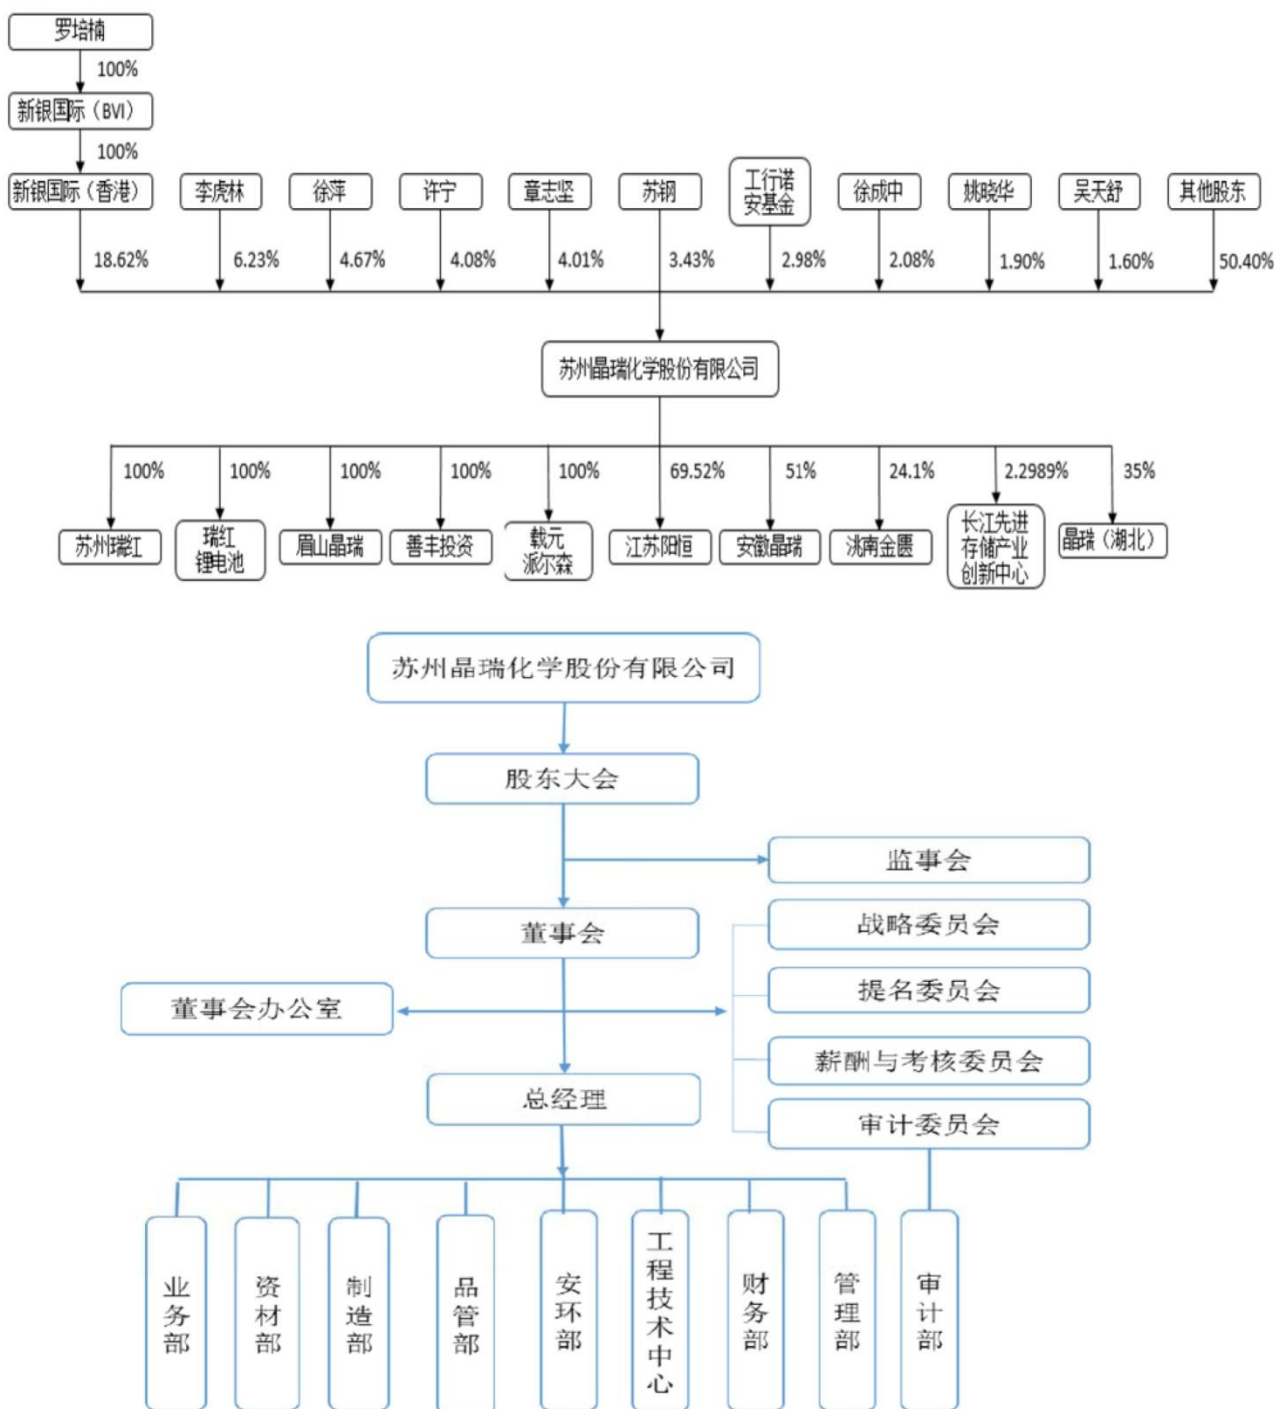 罗培楠
100%
新银国际（BVI）
100%
新银国际（香港）
李虎林
徐萍
许宁
章志坚
苏钢
工行诺
安基金
徐成中
姚晓华
吴天舒
其他股东
18.62%
6.23%
4.67%
4.08%
4.01%
3.43%
2.98%
2.08%
1.90%
1.60%
50.40%
苏州晶瑞化学股份有限公司
100%
100%
100%
100%
100%
69.52%
51%
24.1%
2.2989%
35%
苏州瑞红
瑞红
锂电池
眉山晶瑞
善丰投资
载元
派尔森
江苏阳恒
安徽晶瑞
洮南金匮
长江先进
存储产业
创新中心
晶瑞（湖北）
苏州晶瑞化学股份有限公司
股东大会
监事会
董事会
战略委员会
提名委员会
董事会办公室
薪酬与考核委员会
总经理
审计委员会
业务部
资材部
制造部
品管部
安环部
工程技术中心
财务部
管理部
审计部